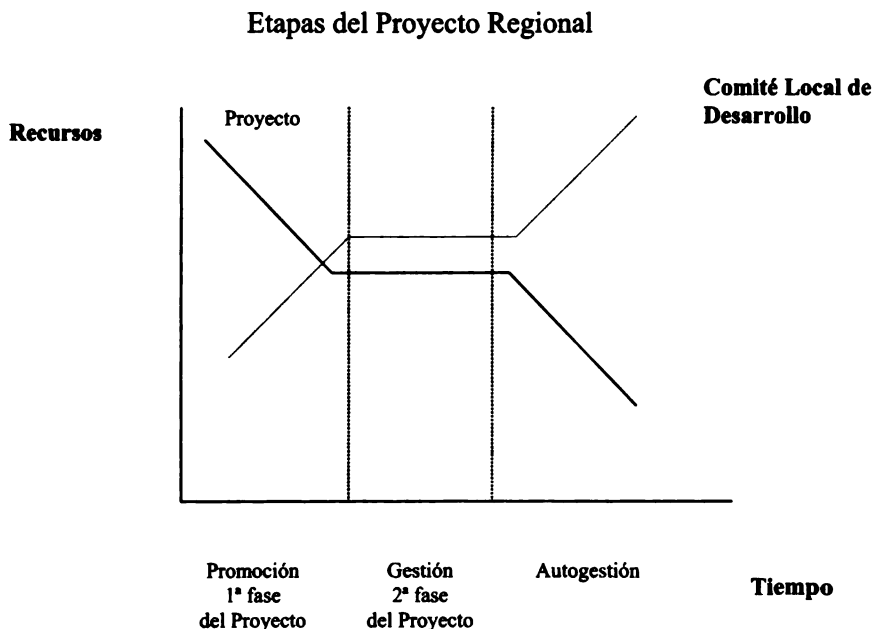 Etapas del Proyecto Regional
Comité Local de
Desarrollo
Proyecto
Recursos
Promoción
1ª fase
del Proyecto
Gestión
2ª fase
del Proyecto
Autogestión
Tiempo